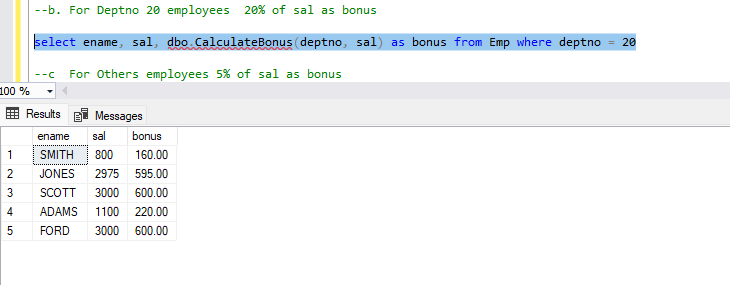 --b. For Deptno 20 employees  20% of sal as bonus
select ename, sal, dbo.CalculateBonus(deptno, sal) as bonus from Emp where deptno = 20
--c  For Others employees 5% of sal as bonus
100 %
Results Messages
ename sal bonus
1 SMITH 800 160.00
2 JONES 2975 595.00
3 SCOTT 3000 600.00
4 ADAMS 1100 220.00
5 FORD 3000 600.00